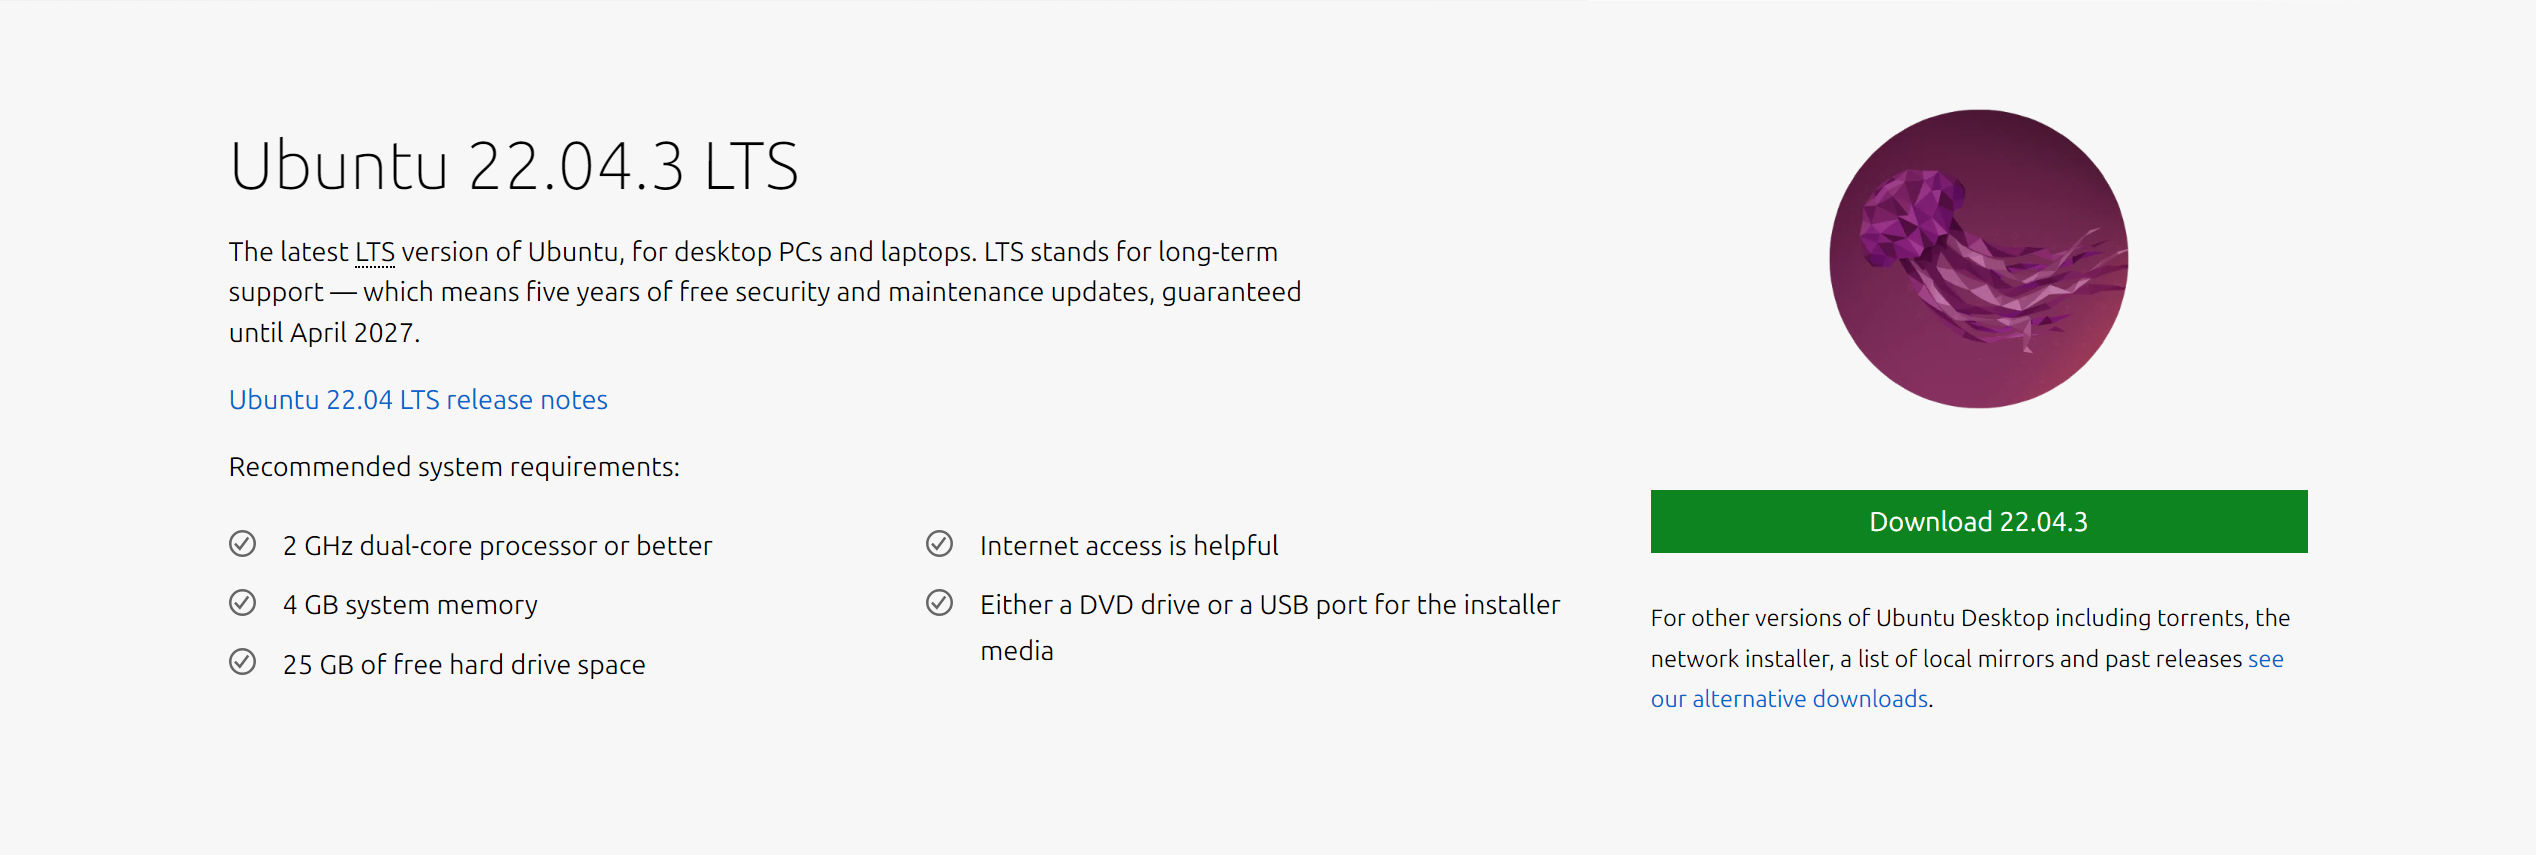 Ubuntu 22.04.3 LTS
The latest LTS version of Ubuntu, for desktop PCs and laptops. LTS stands for long-term
support — which means five years of free security and maintenance updates, guaranteed
until April 2027.
Ubuntu 22.04 LTS release notes
Recommended system requirements:
2 GHz dual-core processor or better
4 GB system memory
25 GB of free hard drive space
Internet access is helpful
Either a DVD drive or a USB port for the installer
media
Download 22.04.3
For other versions of Ubuntu Desktop including torrents, the
network installer, a list of local mirrors and past releases see
our alternative downloads.